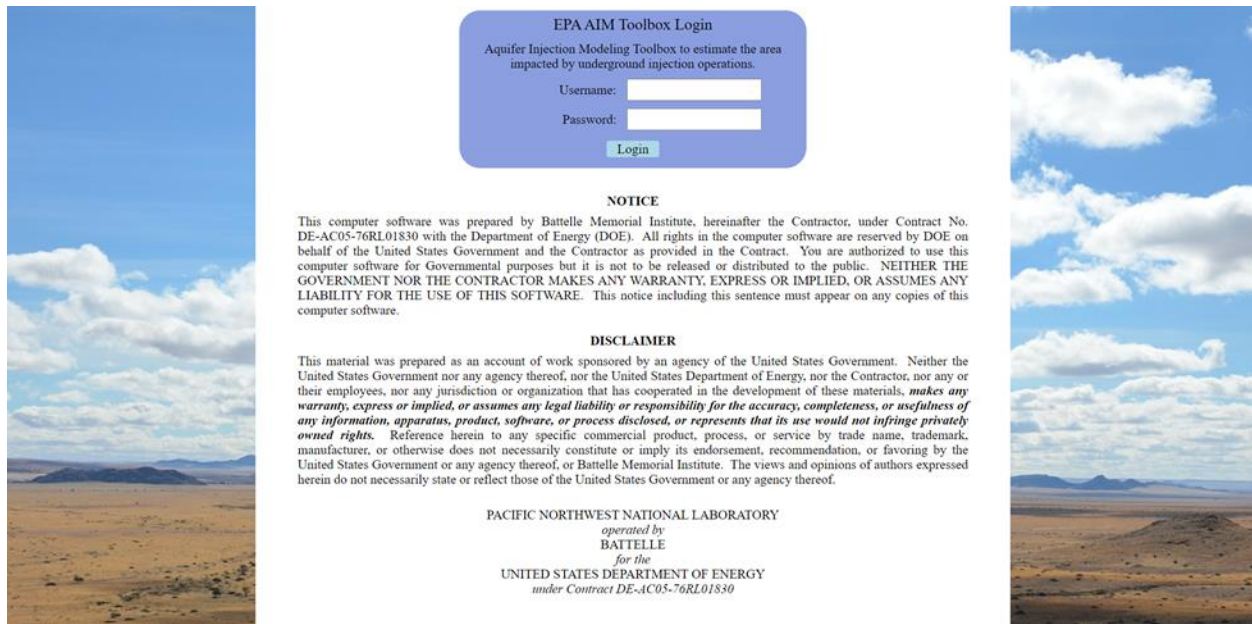 EPA AIM Toolbox Login
Aquifer Injection Modeling Toolbox to estimate the area
impacted by underground injection operations.
Username:
Password:
Login
NOTICE
This computer software was prepared by Battelle Memorial Institute, hereinafter the Contractor, under Contract No.
DE-AC05-76RL01830 with the Department of Energy (DOE). All rights in the computer software are reserved by DOE on
behalf of the United States Government and the Contractor as provided in the Contract. You are authorized to use this
computer software for Governmental purposes but it is not to be released or distributed to the public. NEITHER THE
GOVERNMENT NOR THE CONTRACTOR MAKES ANY WARRANTY, EXPRESS OR IMPLIED, OR ASSUMES ANY
LIABILITY FOR THE USE OF THIS SOFTWARE. This notice including this sentence must appear on any copies of this
computer software.
DISCLAIMER
This material was prepared as an account of work sponsored by an agency of the United States Government. Neither the
United States Government nor any agency thereof, nor the United States Department of Energy, nor the Contractor, nor any or
their employees, nor any jurisdiction or organization that has cooperated in the development of these materials, makes any
warranty, express or implied, or assumes any legal liability or responsibility for the accuracy, completeness, or usefulness of
any information, apparatus, product, software, or process disclosed, or represents that its use would not infringe privately
owned rights. Reference herein to any specific commercial product, process, or service by trade name, trademark,
manufacturer, or otherwise does not necessarily constitute or imply its endorsement, recommendation, or favoring by the
United States Government or any agency thereof, or Battelle Memorial Institute. The views and opinions of authors expressed
herein do not necessarily state or reflect those of the United States Government or any agency thereof.
PACIFIC NORTHWEST NATIONAL LABORATORY
operated by
BATTELLE
for the
UNITED STATES DEPARTMENT OF ENERGY
under Contract DE-AC05-76RL01830